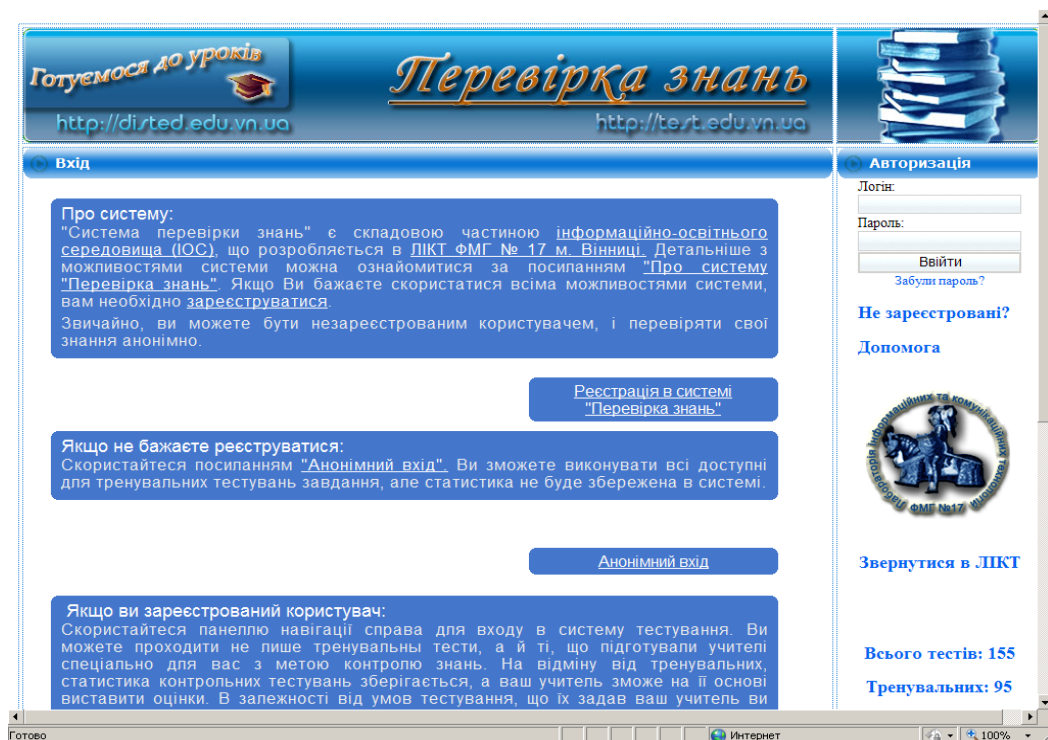 Готуємося до уроків
http://disted.edu.vn.ua
Перевірка знань
http://test.edu.vn.ua
Вхід
Про систему:
"Система перевірки знань" є складовою частиною інформаційно-освітнього
середовища (ІОС), що розробляється в ЛІКТ ФМГ № 17 м. Вінниці. Детальніше з
можливостями системи можна ознайомитися за посиланням "Про систему
"Перевірка знань". Якщо Ви бажаєте скористатися всіма можливостями системи,
вам необхідно зареєструватися.
Звичайно, ви можете бути незареєстрованим користувачем, і перевіряти свої
знання анонімно.
Реєстрація в системі
"Перевірка знань"
Якщо не бажаєте реєструватися:
Скористайтеся посиланням "Анонімний вхід". Ви зможете виконувати всі доступні
для тренувальних тестувань завдання, але статистика не буде збережена в системі.
Анонімний вхід
Якщо ви зареєстрований користувач:
Скористайтеся панеллю навігації справа для входу в систему тестування. Ви
можете проходити не лише тренувальны тести, а й ті, що підготували учителі
спеціально для вас з метою контролю знань. На відміну від тренувальних,
статистика контрольних тестувань зберігається, а ваш учитель зможе на її основі
виставити оцінки. В залежності від умов тестування, що їх задав ваш учитель ви
Авторизація
Логін:
Пароль:
Ввійти
Забули пароль?
Не зареєстровані?
Допомога
Лабораторія інформаційних та комунікаційних технологій
ФМГ №17
Звернутися в ЛІКТ
Всього тестів: 155
Тренувальних: 95
Готово
Интернет
100%